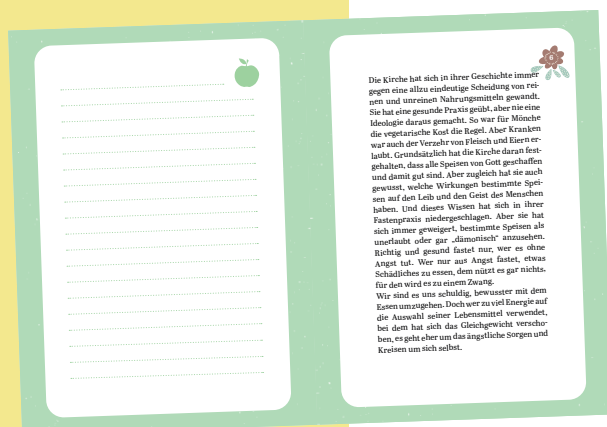 6
Die Kirche hat sich in ihrer Geschichte immer
gegen eine allzu eindeutige Scheidung von rei-
nen und unreinen Nahrungsmitteln gewandt.
Sie hat eine gesunde Praxis geübt, aber nie eine
Ideologie daraus gemacht. So war für Mönche
die vegetarische Kost die Regel. Aber Kranken
war auch der Verzehr von Fleisch und Eiern er-
laubt. Grundsätzlich hat die Kirche daran fest-
gehalten, dass alle Speisen von Gott geschaffen
und damit gut sind. Aber zugleich hat sie auch
gewusst, welche Wirkungen bestimmte Spei-
sen auf den Leib und den Geist des Menschen
haben. Und dieses Wissen hat sich in ihrer
Fastenpraxis niedergeschlagen. Aber sie hat
sich immer geweigert, bestimmte Speisen als
unerlaubt oder gar „dämonisch" anzusehen.
Richtig und gesund fastet nur, wer es ohne
Angst tut. Wer nur aus Angst fastet, etwas
Schädliches zu essen, dem nützt es gar nichts.
für den wird es zu einem Zwang.
Wir sind es uns schuldig, bewusster mit dem
Essen umzugehen. Doch wer zu viel Energie auf
die Auswahl seiner Lebensmittel verwendet,
bei dem hat sich das Gleichgewicht verscho-
ben, es geht eher um das ängstliche Sorgen und
Kreisen um sich selbst.